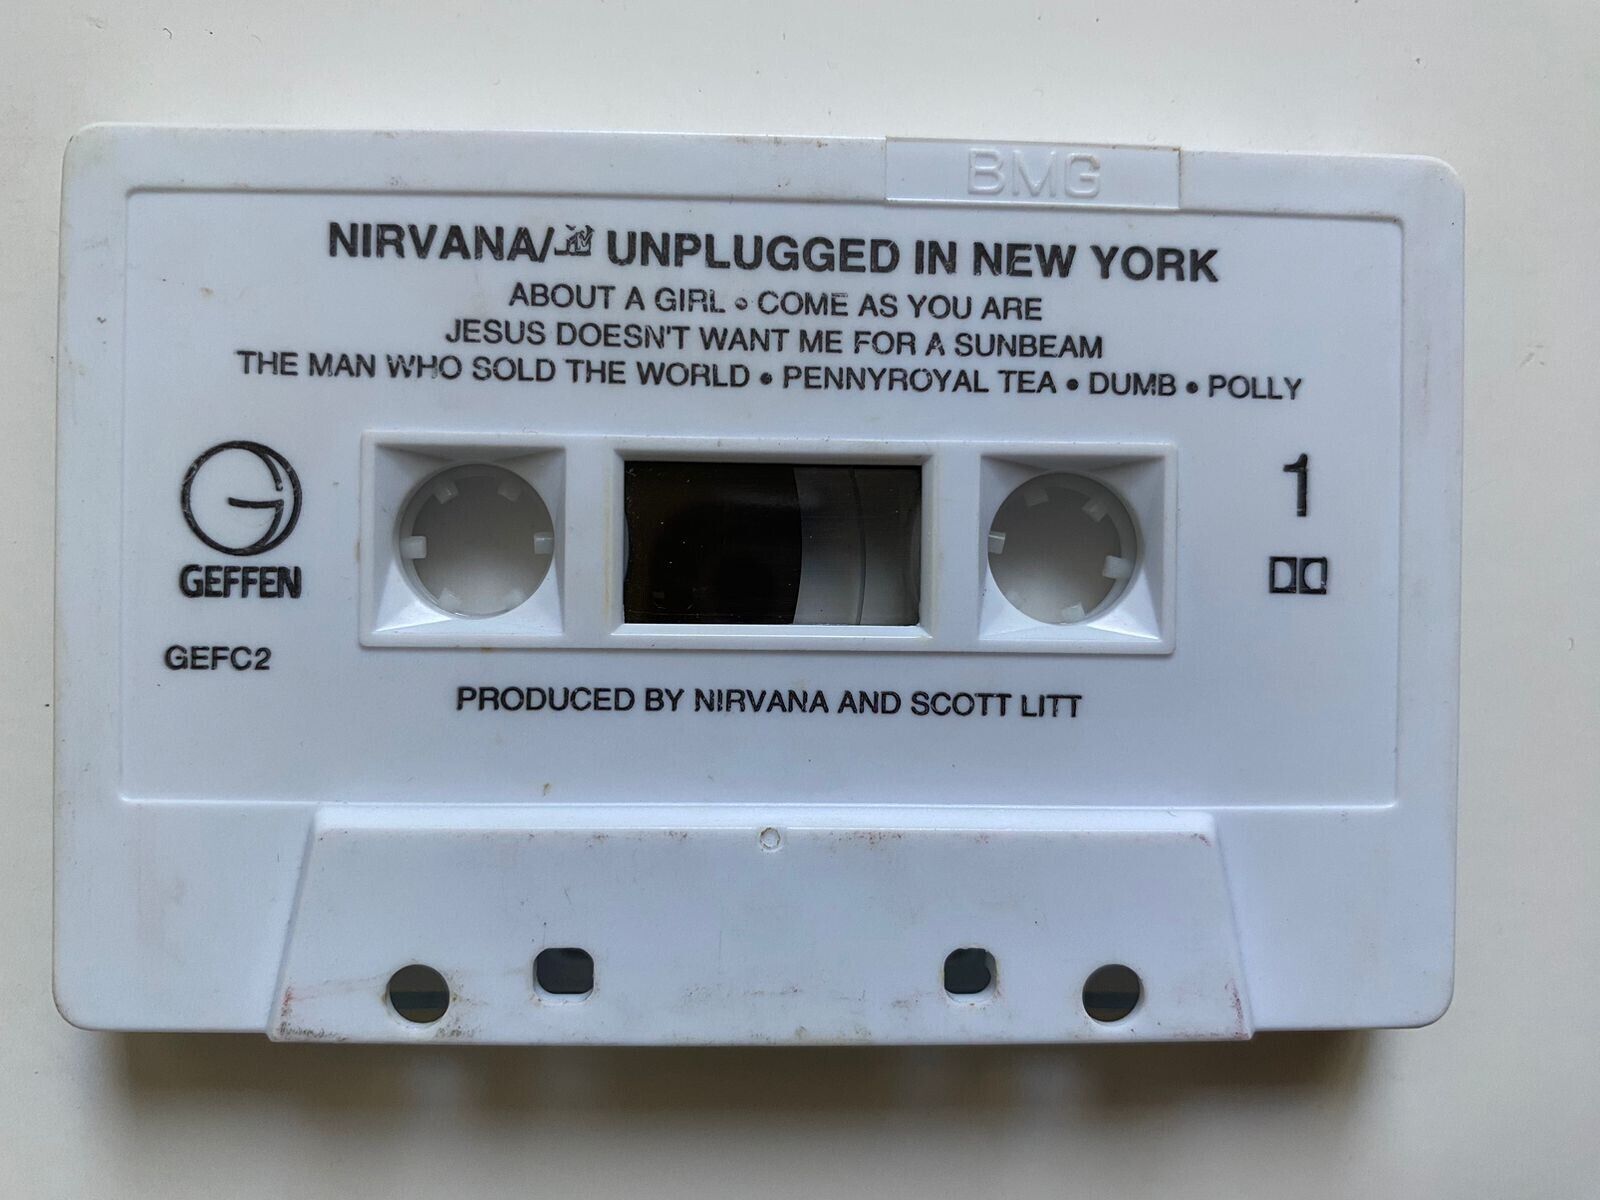 BMG
NIRVANA/MTV UNPLUGGED IN NEW YORK
ABOUT A GIRL • COME AS YOU ARE
JESUS DOESN'T WANT ME FOR A SUNBEAM
THE MAN WHO SOLD THE WORLD • PENNYROYAL TEA • DUMB • POLLY
1
GEFFEN
GEFC2
PRODUCED BY NIRVANA AND SCOTT LITT